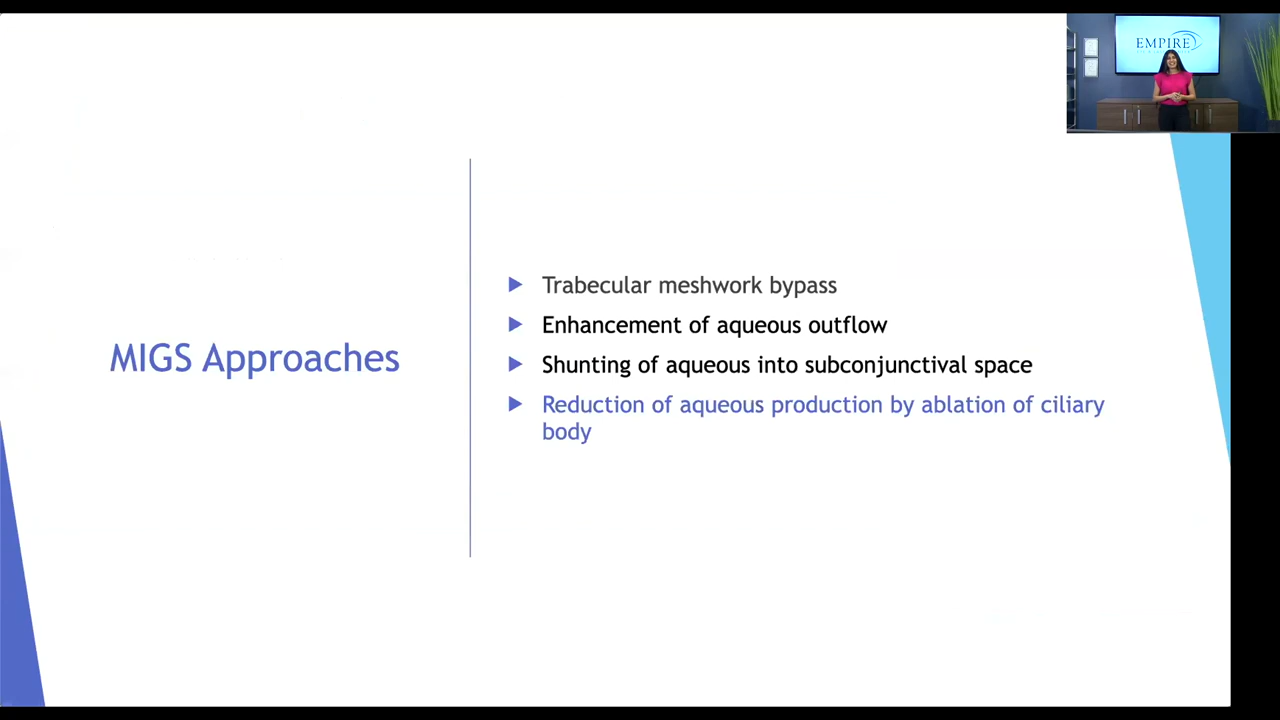 EMPIRE
MIGS Approaches
Trabecular meshwork bypass
Enhancement of aqueous outflow
Shunting of aqueous into subconjunctival space
Reduction of aqueous production by ablation of ciliary
body